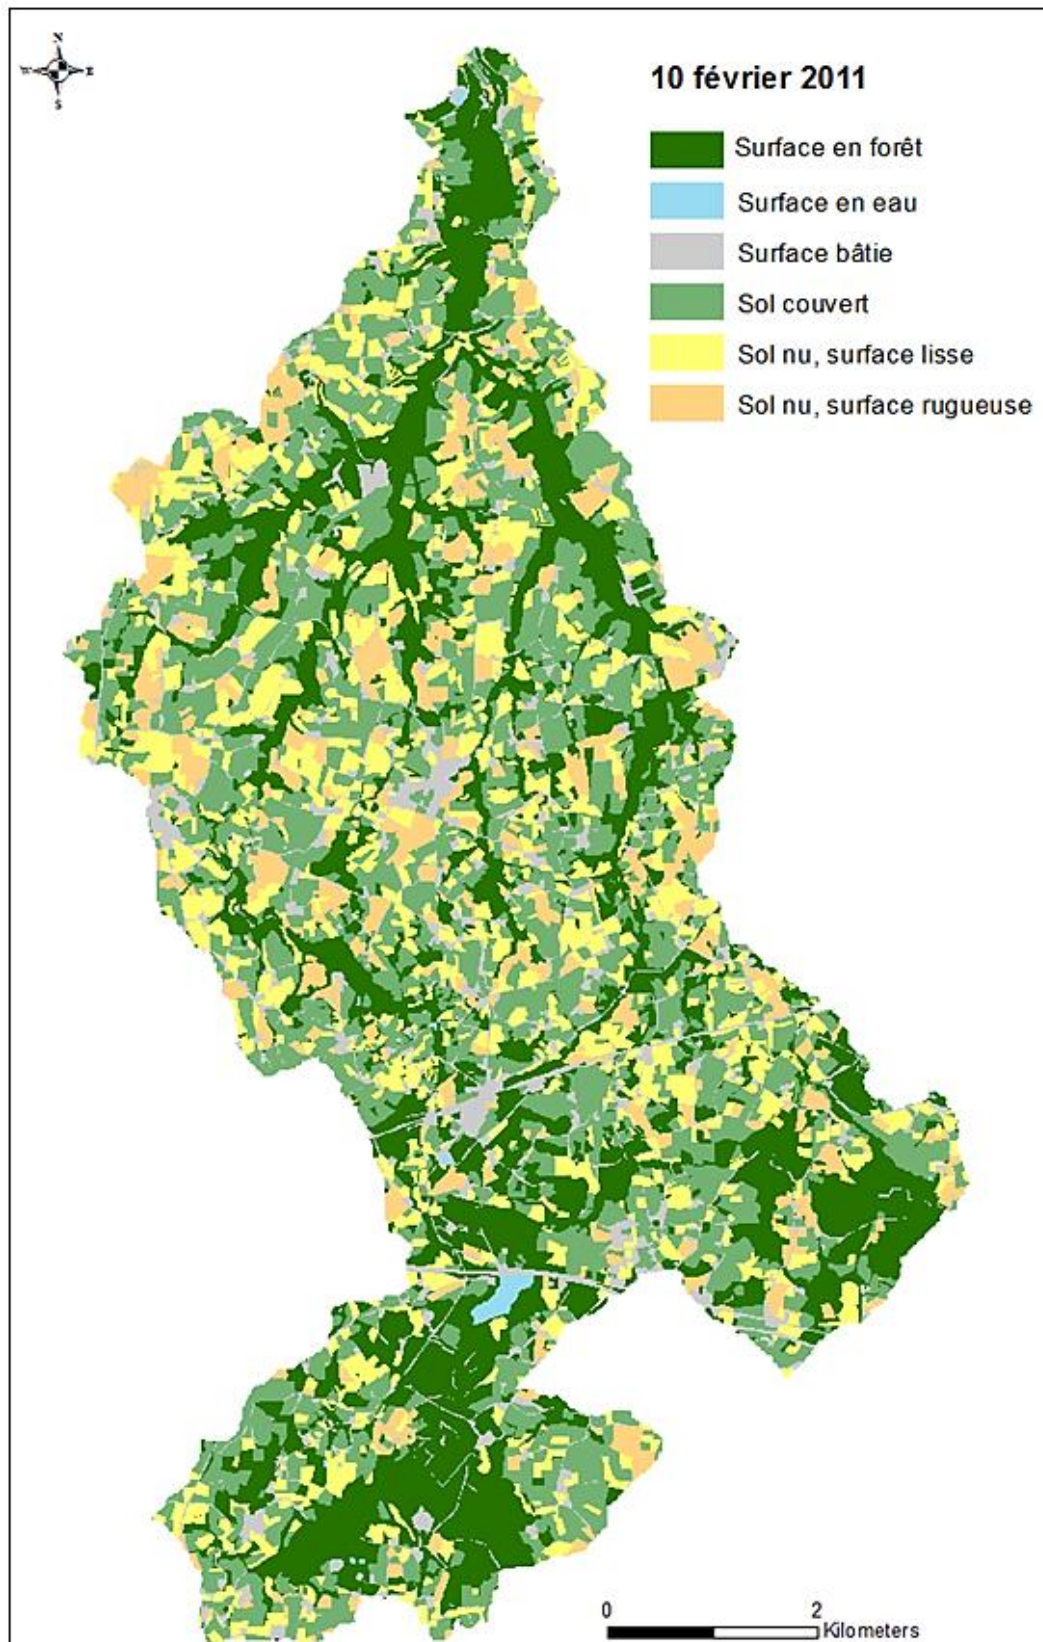 N
W E
S
10 février 2011
Surface en forêt
Surface en eau
Surface bâtie
Sol couvert
Sol nu, surface lisse
Sol nu, surface rugueuse
0 2
Kilometers